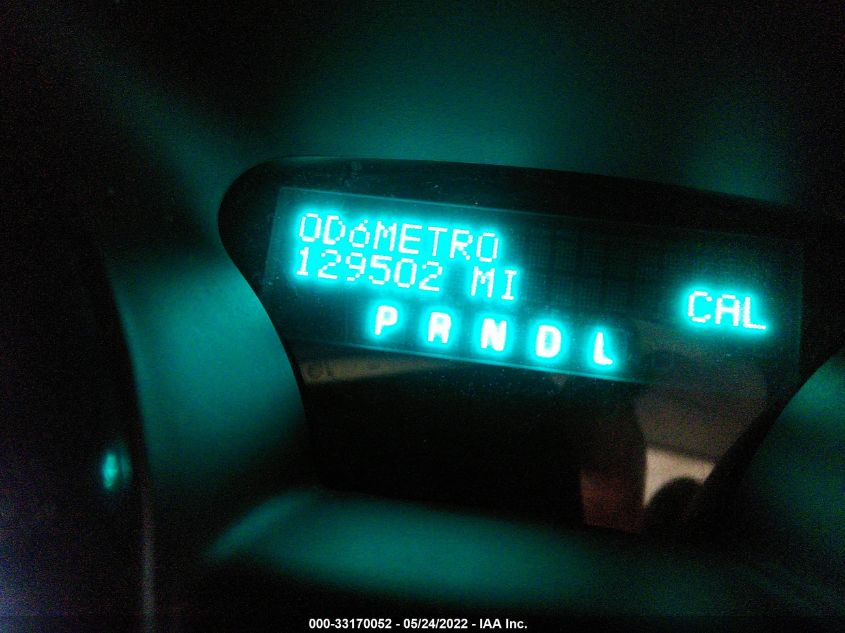 ODóMETRO
129502 MI
CAL
P R N D L
000-33170052 - 05/24/2022 - IAA Inc.